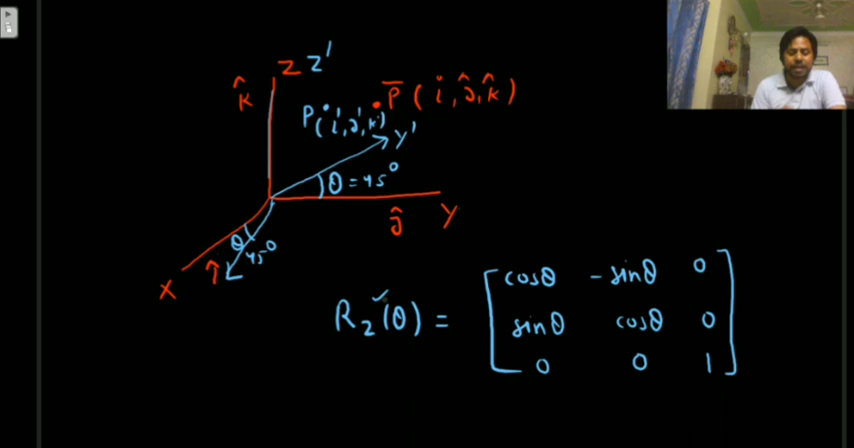 Z Z'
k̂
P̄ ( i, ĵ, k̂ )
P( i', j', k' )
Y'
θ = 45°
ĵ
Y
θ
45°
X
R_z(θ) =
cosθ -sinθ 0
sinθ cosθ 0
0 0 1